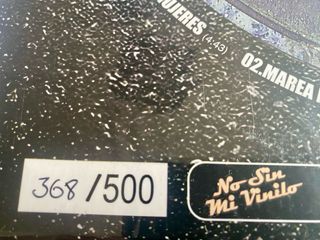 UJERES (4:43)
02.MAREA
368 /500
No Sin
Mi Vinilo